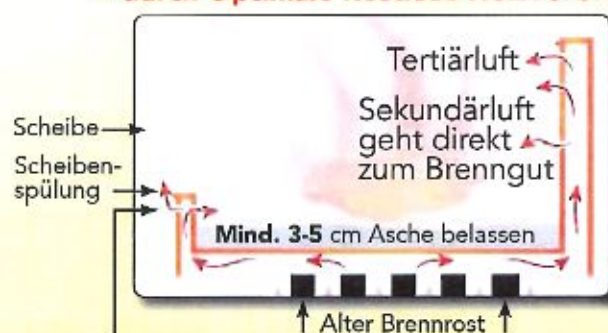 Tertiärluft
Sekundärluft
geht direkt
zum Brenngut
Scheibe
Scheiben-
spülung
Mind. 3-5 cm Asche belassen
Alter Brennrost